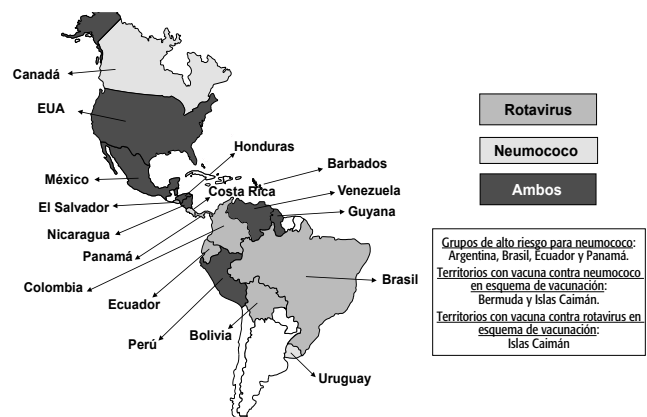 Canadá
EUA
México
El Salvador
Nicaragua
Panamá
Colombia
Ecuador
Perú
Bolivia
Honduras
Costa Rica
Barbados
Venezuela
Guyana
Brasil
Uruguay
Rotavirus
Neumococo
Ambos
Grupos de alto riesgo para neumococo:
Argentina, Brasil, Ecuador y Panamá.
Territorios con vacuna contra neumococo
en esquema de vacunación:
Bermuda y Islas Caimán.
Territorios con vacuna contra rotavirus en
esquema de vacunación:
Islas Caimán